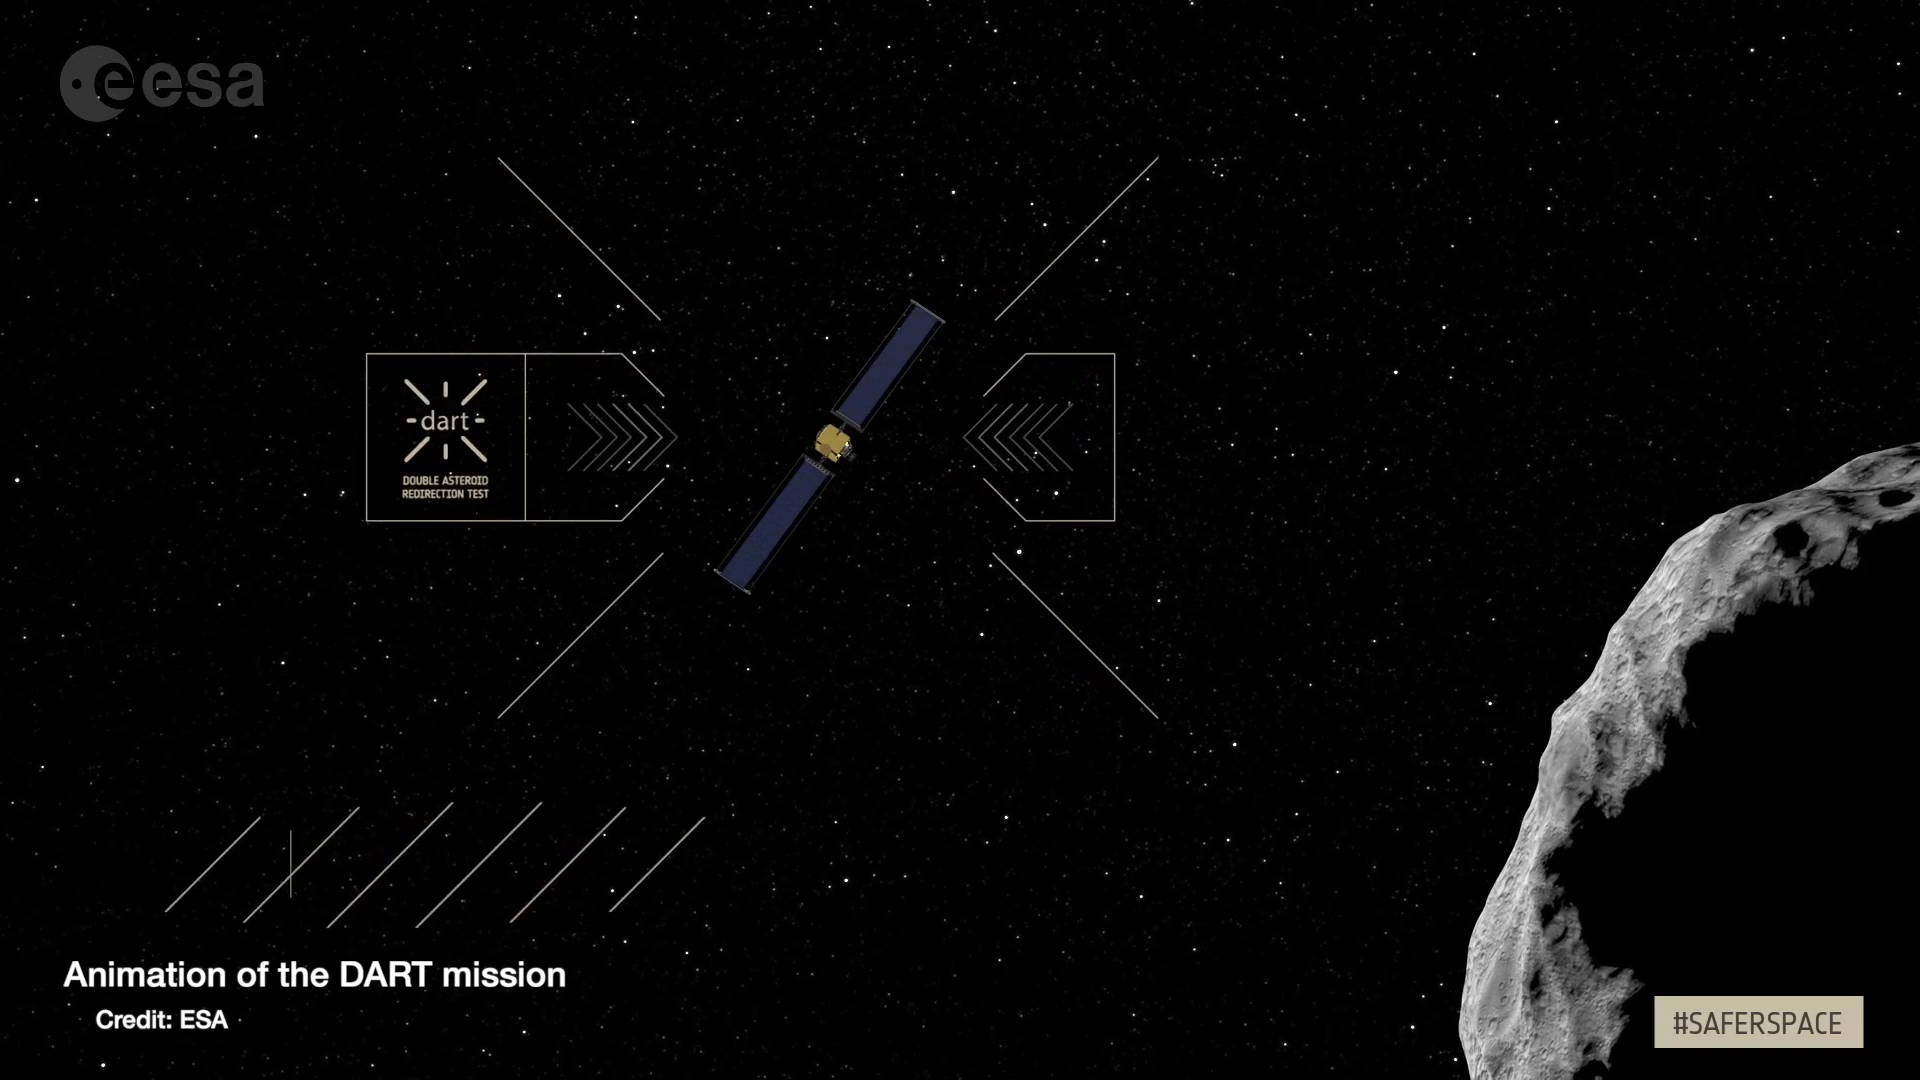 esa
dart
DOUBLE ASTEROID
REDIRECTION TEST
Animation of the DART mission
Credit: ESA
#SAFERSPACE